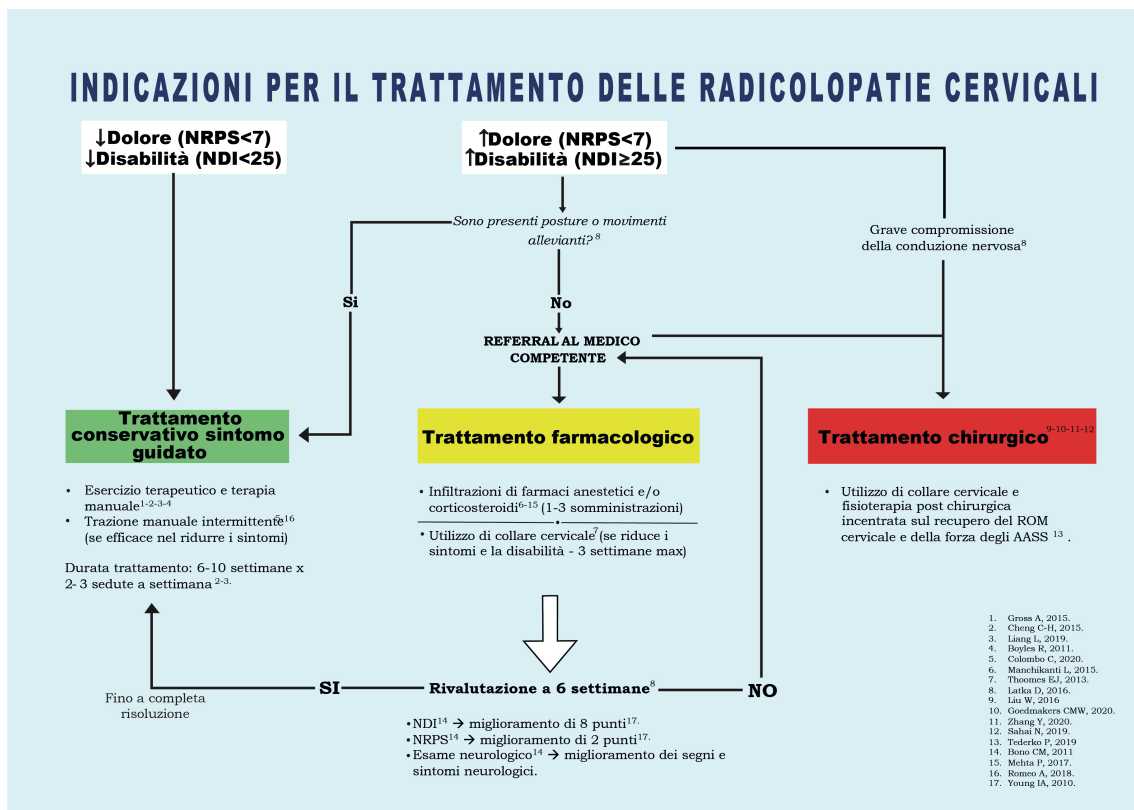 INDICAZIONI PER IL TRATTAMENTO DELLE RADICOLOPATIE CERVICALI
↓Dolore (NRPS<7)
↓Disabilità (NDI<25)
↑Dolore (NRPS<7)
↑Disabilità (NDI≥25)
Sono presenti posture o movimenti
allevianti? 8
Grave compromissione
della conduzione nervosa8
Si
No
REFERRAL AL MEDICO
COMPETENTE
Trattamento
conservativo sintomo
guidato
Trattamento farmacologico
Trattamento chirurgico 9-10-11-12
• Esercizio terapeutico e terapia
manuale1-2-3-4
• Trazione manuale intermittente5-16
(se efficace nel ridurre i sintomi)
Durata trattamento: 6-10 settimane x
2-3 sedute a settimana 2-3.
• Infiltrazioni di farmaci anestetici e/o
corticosteroidi6-15 (1-3 somministrazioni)
• Utilizzo di collare cervicale7 (se riduce i
sintomi e la disabilità - 3 settimane max)
• Utilizzo di collare cervicale e
fisioterapia post chirurgica
incentrata sul recupero del ROM
cervicale e della forza degli AASS 13 .
Fino a completa
risoluzione
SI
Rivalutazione a 6 settimane8
NO
•NDI14 → miglioramento di 8 punti17.
•NRPS14 → miglioramento di 2 punti17.
•Esame neurologico14 → miglioramento dei segni e
sintomi neurologici.
1. Gross A, 2015.
2. Cheng C-H, 2015.
3. Liang L, 2019.
4. Boyles R, 2011.
5. Colombo C, 2020.
6. Manchikanti L, 2015.
7. Thoomes EJ, 2013.
8. Latka D, 2016.
9. Liu W, 2016
10. Goedmakers CMW, 2020.
11. Zhang Y, 2020.
12. Sahai N, 2019.
13. Tederko P, 2019
14. Bono CM, 2011
15. Mehta P, 2017.
16. Romeo A, 2018.
17. Young IA, 2010.